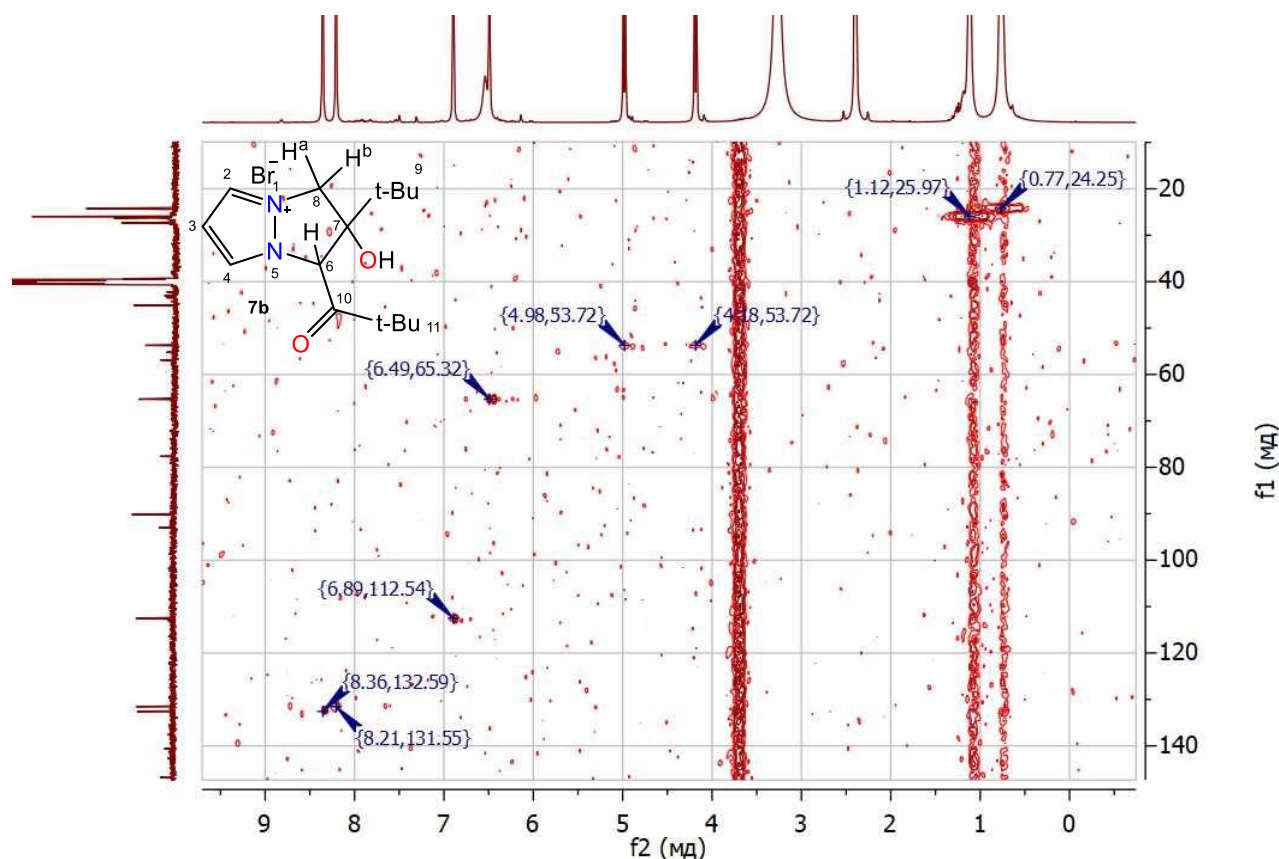 Hª Hᵇ
Br⁻
9
2
1
N+
8
t-Bu
3
7
H
OH
N
5
4
6
10
7b
t-Bu 11
O
{1.12,25.97}
{0.77,24.25}
{4.98,53.72}
{4.18,53.72}
{6.49,65.32}
{6.89,112.54}
{8.36,132.59}
{8.21,131.55}
20
40
60
80
100
120
140
f1 (мд)
9 8 7 6 5 4 3 2 1 0
f2 (мд)